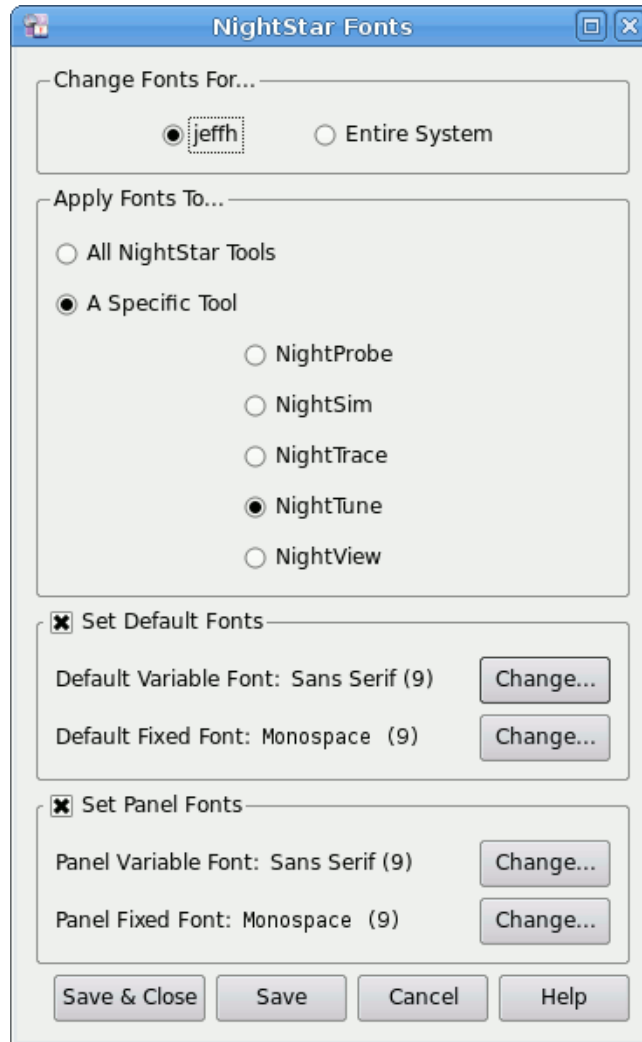 NightStar Fonts
Change Fonts For...
jeffh Entire System
Apply Fonts To...
All NightStar Tools
A Specific Tool
NightProbe
NightSim
NightTrace
NightTune
NightView
Set Default Fonts
Default Variable Font: Sans Serif (9) Change...
Default Fixed Font: Monospace (9) Change...
Set Panel Fonts
Panel Variable Font: Sans Serif (9) Change...
Panel Fixed Font: Monospace (9) Change...
Save & Close Save Cancel Help